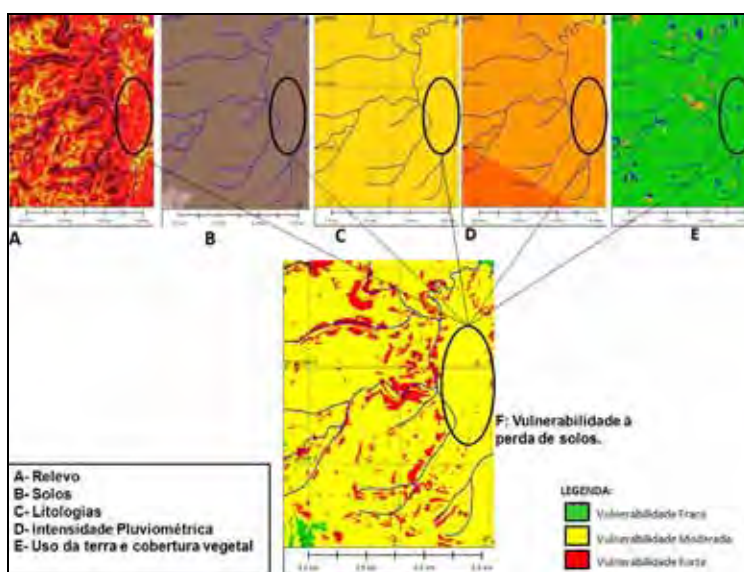 A
B
C
D
E
F: Vulnerabilidade à
perda de solos.
A- Relevo
B- Solos
C- Litologias
D- Intensidade Pluviométrica
E- Uso da terra e cobertura vegetal
LEGENDA:
Vulnerabilidade Fraca
Vulnerabilidade Moderada
Vulnerabilidade Forte